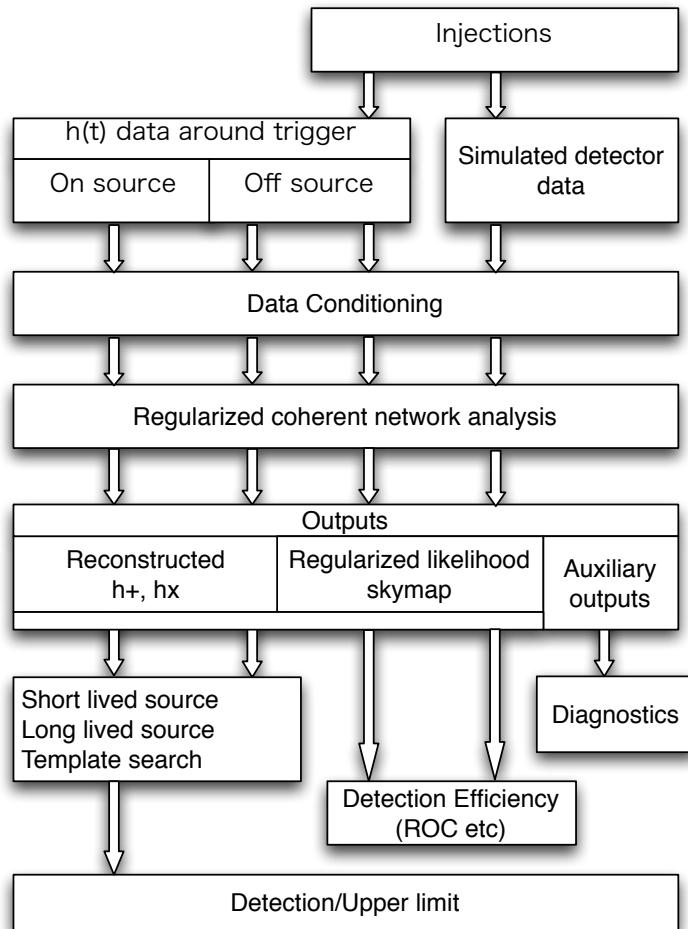 Injections
h(t) data around trigger
On source
Off source
Simulated detector
data
Data Conditioning
Regularized coherent network analysis
Outputs
Reconstructed
h+, hx
Regularized likelihood
skymap
Auxiliary
outputs
Short lived source
Long lived source
Template search
Diagnostics
Detection Efficiency
(ROC etc)
Detection/Upper limit